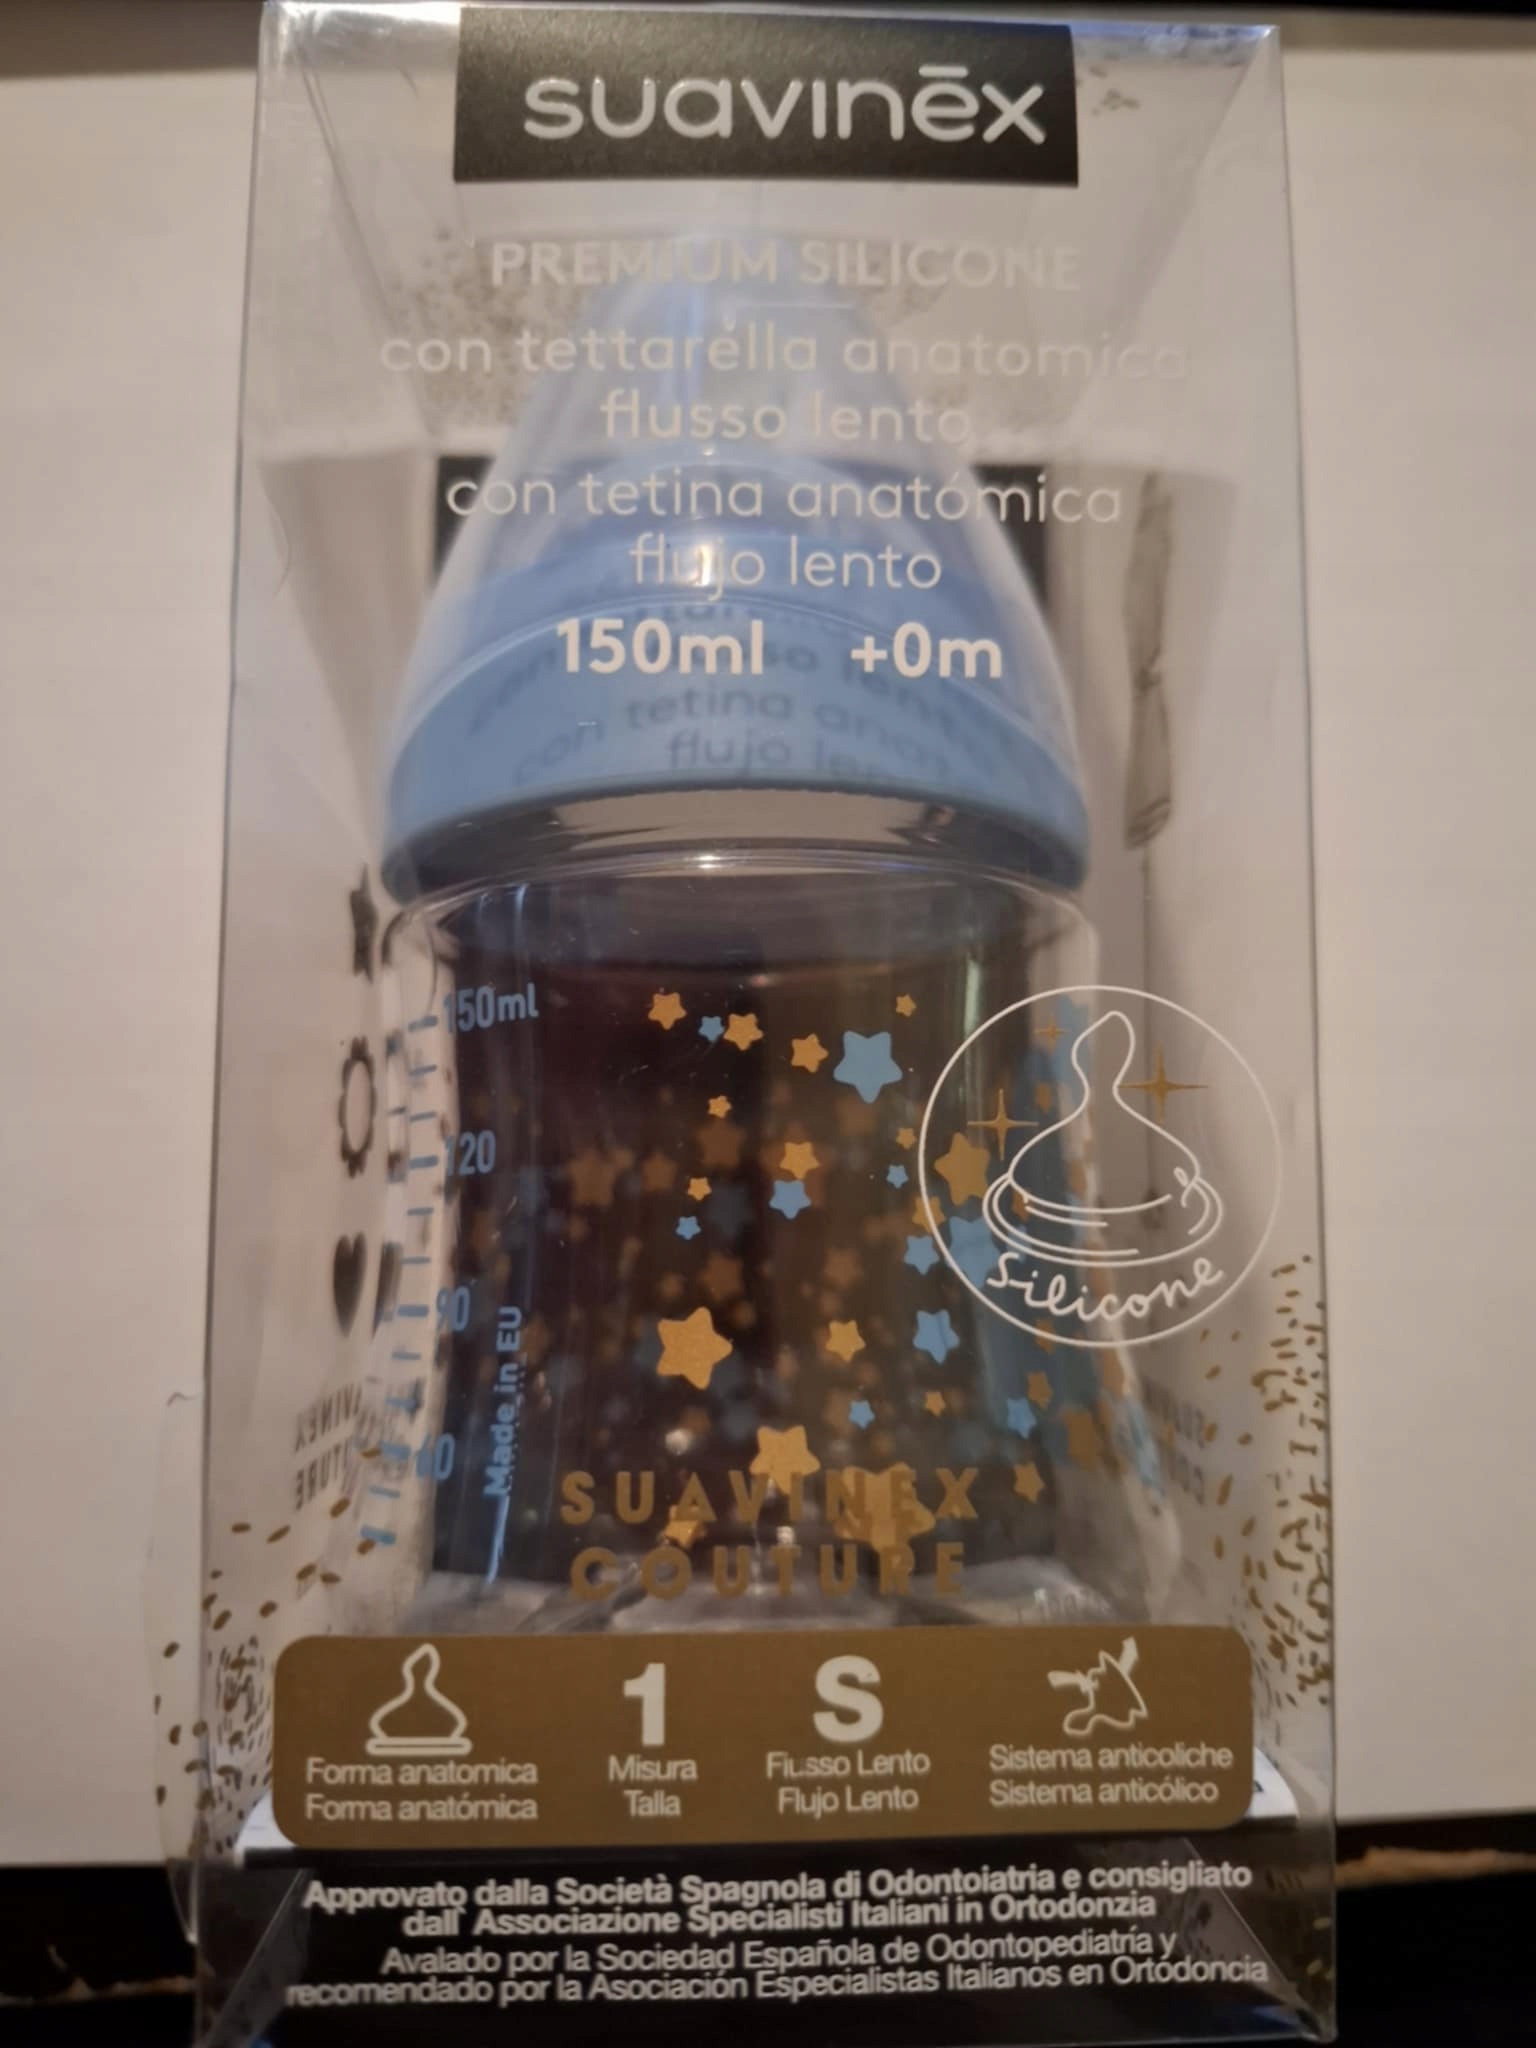 suavinēx
PREMIUM SILICONE
con tettarella anatomica
flusso lento
con tetina anatómica
flujo lento
150ml +0m
150ml
120
90
60
Made in EU
Silicone
SUAVINEX
COUTURE
1
S
Forma anatomica
Forma anatómica
Misura
Talla
Flusso Lento
Flujo Lento
Sistema anticoliche
Sistema anticólico
Approvato dalla Società Spagnola di Odontoiatria e consigliato
dall' Associazione Specialisti Italiani in Ortodonzia
Avalado por la Sociedad Española de Odontopediatría y
recomendado por la Asociación Especialistas Italianos en Ortodoncia